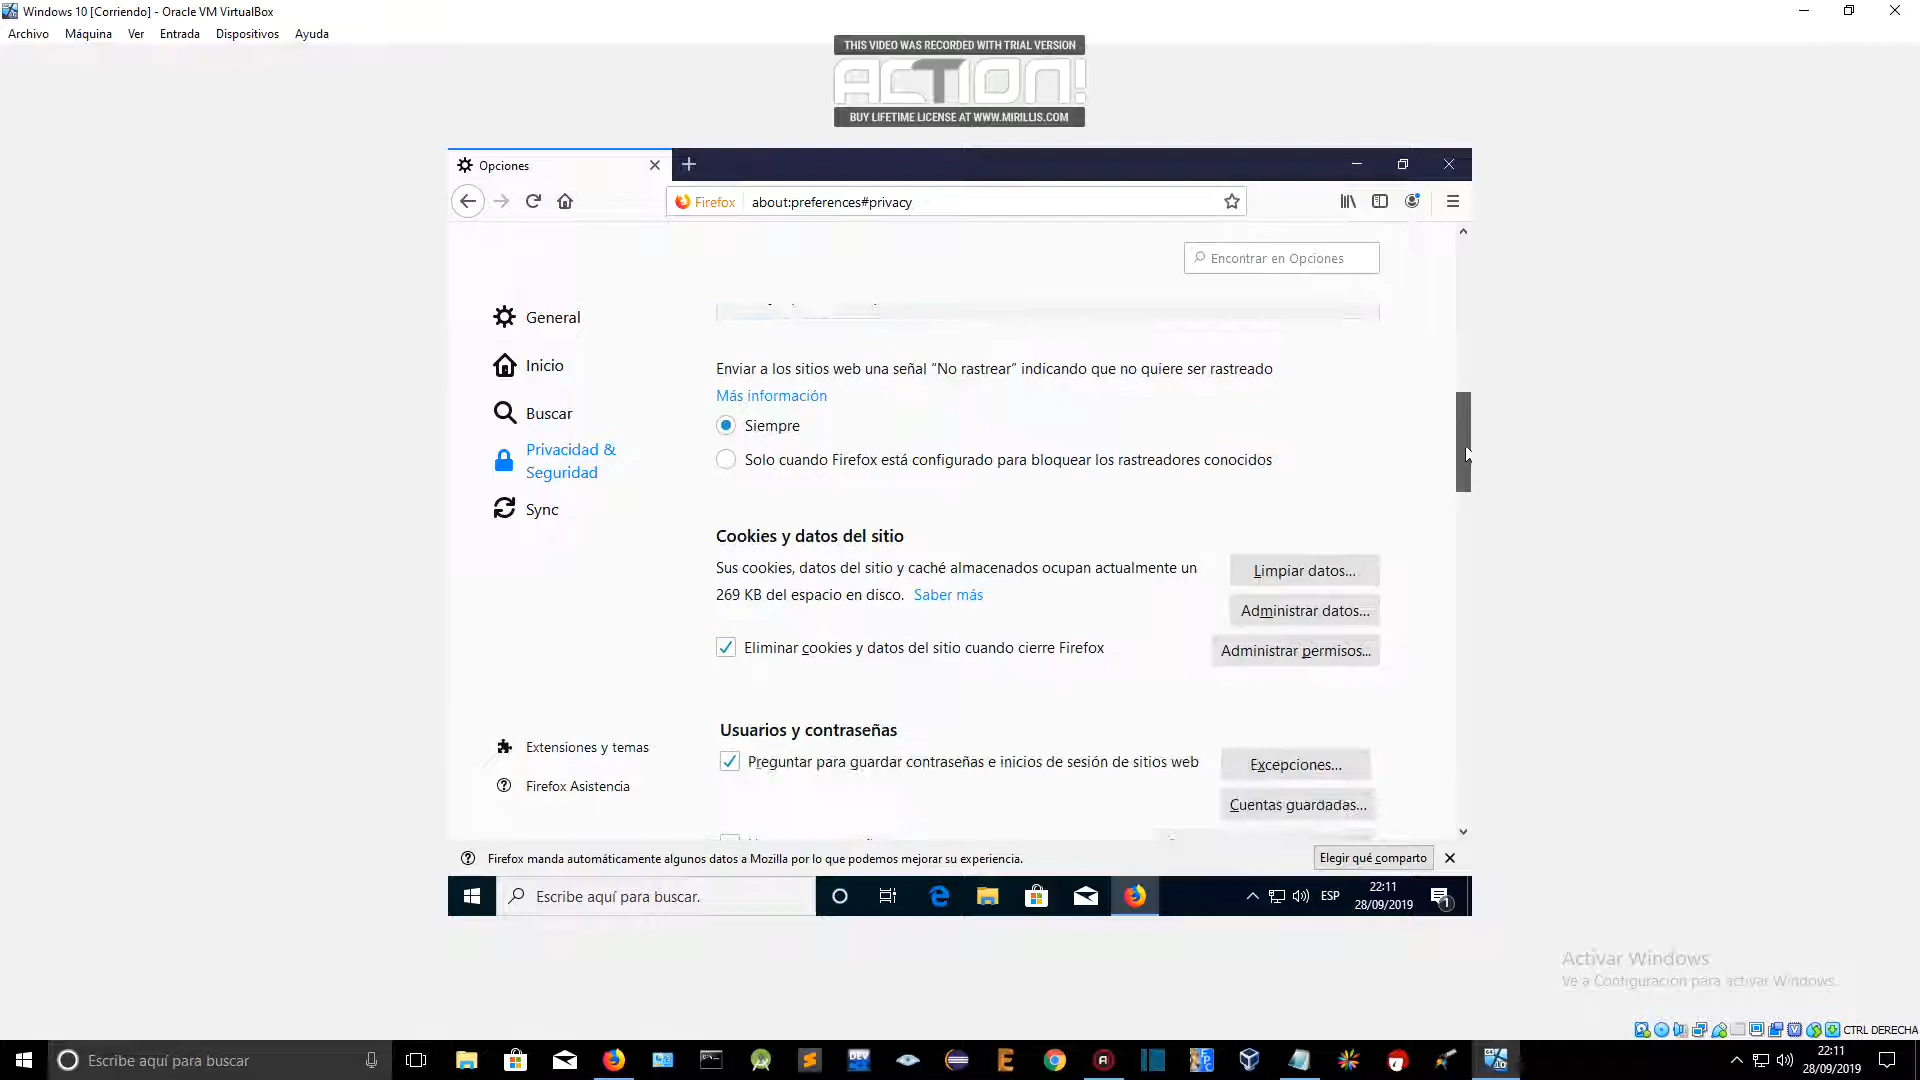 Windows 10 [Corriendo] - Oracle VM VirtualBox
Archivo Máquina Ver Entrada Dispositivos Ayuda
THIS VIDEO WAS RECORDED WITH TRIAL VERSION
ACTION!
BUY LIFETIME LICENSE AT WWW.MIRILLIS.COM
Opciones
Firefox about:preferences#privacy
Encontrar en Opciones
General
Inicio
Buscar
Privacidad &
Seguridad
Sync
Extensiones y temas
Firefox Asistencia
Enviar a los sitios web una señal “No rastrear” indicando que no quiere ser rastreado
Más información
Siempre
Solo cuando Firefox está configurado para bloquear los rastreadores conocidos
Cookies y datos del sitio
Sus cookies, datos del sitio y caché almacenados ocupan actualmente un
269 KB del espacio en disco. Saber más
Limpiar datos...
Administrar datos...
Eliminar cookies y datos del sitio cuando cierre Firefox
Administrar permisos...
Usuarios y contraseñas
Preguntar para guardar contraseñas e inicios de sesión de sitios web
Excepciones...
Cuentas guardadas...
Firefox manda automáticamente algunos datos a Mozilla por lo que podemos mejorar su experiencia.
Elegir qué comparto
Escribe aquí para buscar.
ESP
22:11
28/09/2019
1
Activar Windows
Ve a Configuración para activar Windows.
CTRL DERECHA
Escribe aquí para buscar
DEV
22:11
28/09/2019